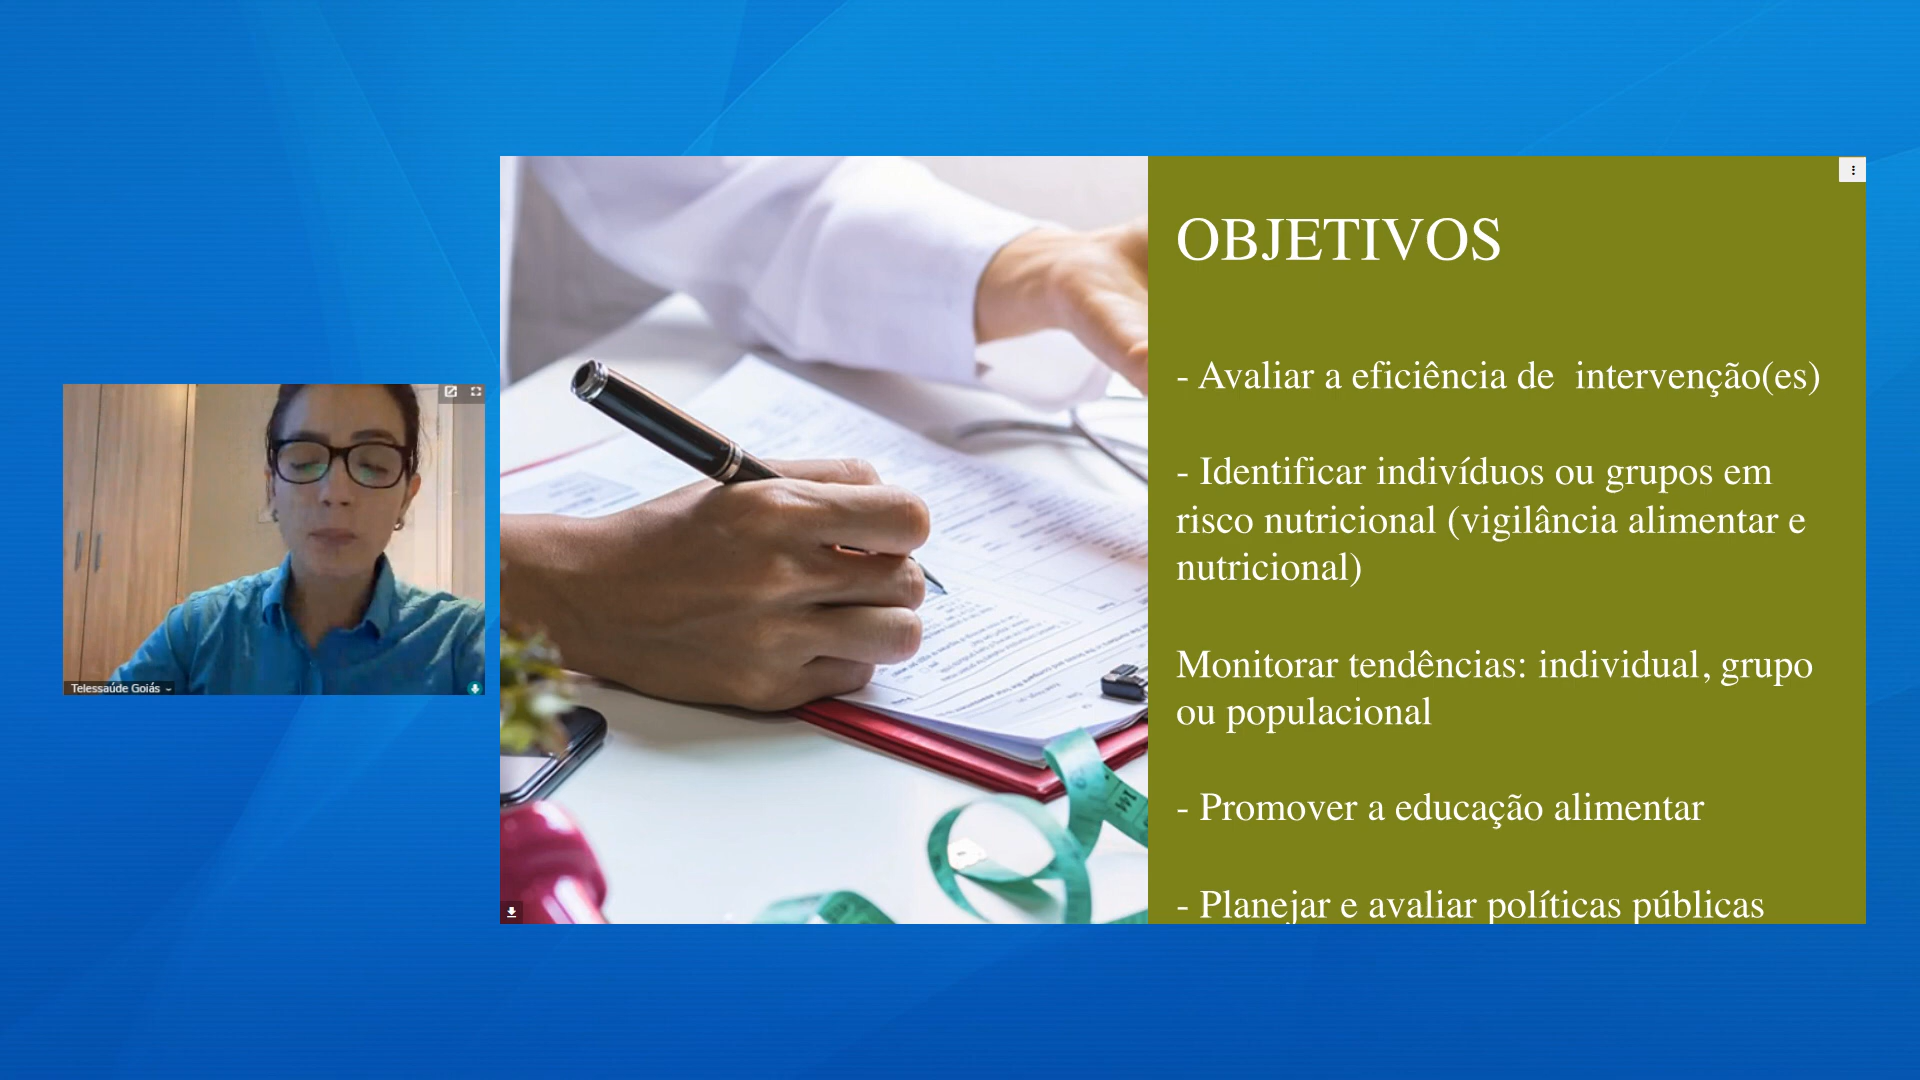 OBJETIVOS
- Avaliar a eficiência de  intervenção(es)
- Identificar indivíduos ou grupos em
risco nutricional (vigilância alimentar e
nutricional)
Monitorar tendências: individual, grupo
ou populacional
- Promover a educação alimentar
- Planejar e avaliar políticas públicas
Telessaúde Goiás